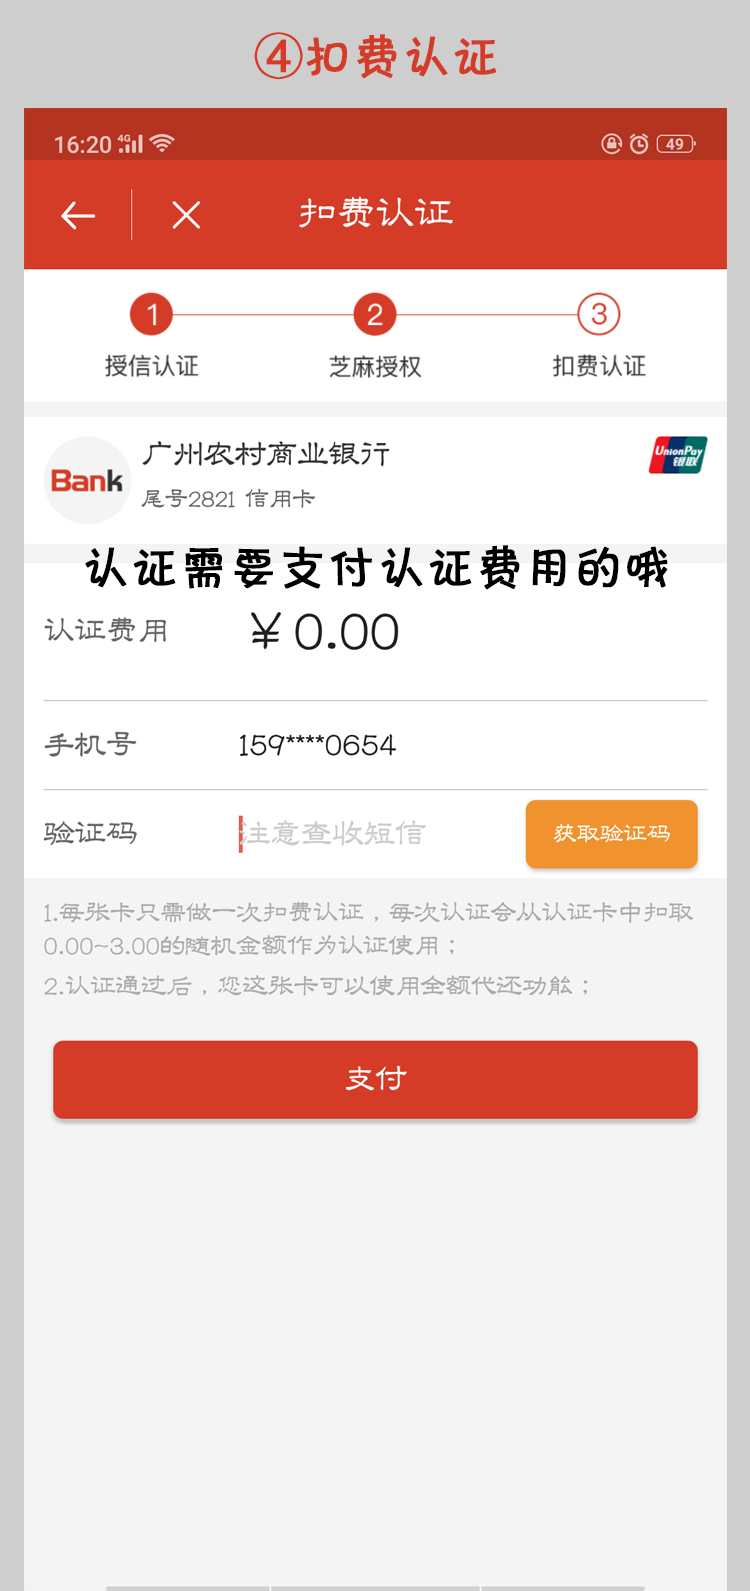 ④扣费认证
16:20 4G 49
扣费认证
1 2 3
授信认证 芝麻授权 扣费认证
Bank
广州农村商业银行
尾号2821 信用卡
UnionPay
银联
认证需要支付认证费用的哦
认证费用 ￥0.00
手机号 159****0654
验证码 注意查收短信 获取验证码
1.每张卡只需做一次扣费认证，每次认证会从认证卡中扣取
0.00~3.00的随机金额作为认证使用；
2.认证通过后，您这张卡可以使用全额代还功能；
支付